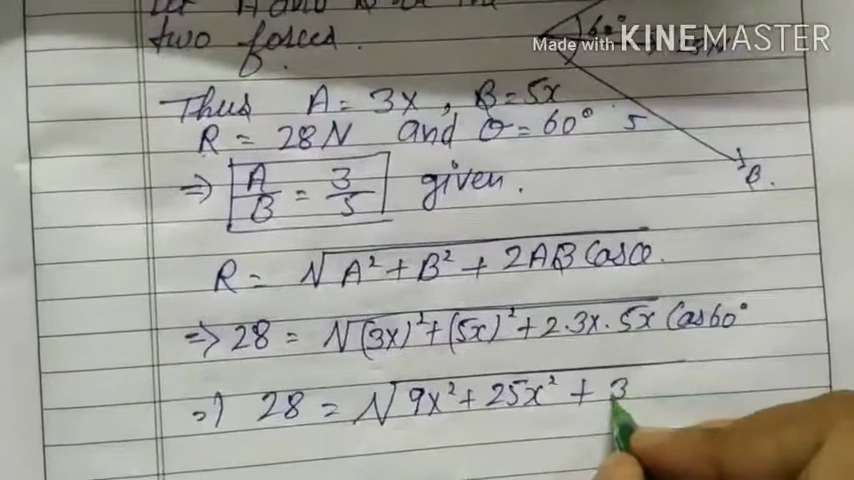 two forces.
60°
Made with KINEMASTER
Thus A = 3x, B = 5x
R = 28N and θ = 60°
5
⇒ A/B = 3/5 given.
B.
R = √A² + B² + 2AB Cosθ.
⇒ 28 = √(3x)² + (5x)² + 2.3x.5x Cos60°
⇒ 28 = √9x² + 25x² + 3